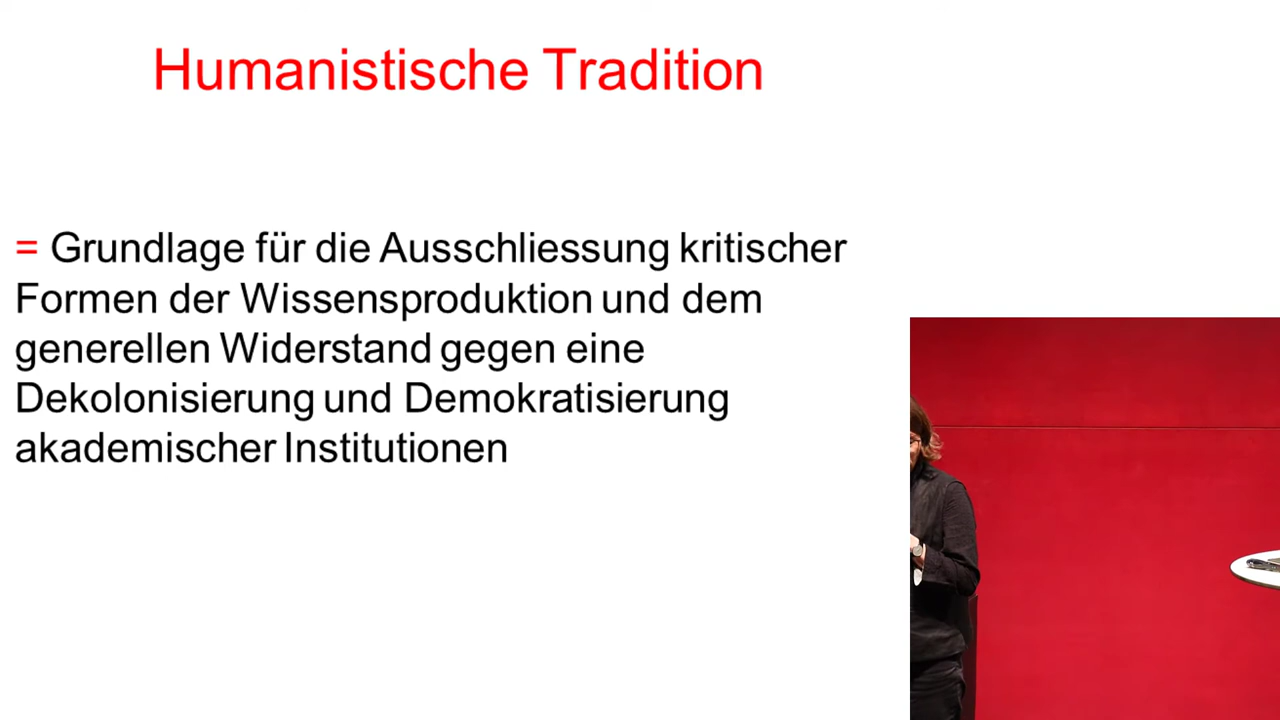 Humanistische Tradition
= Grundlage für die Ausschliessung kritischer
Formen der Wissensproduktion und dem
generellen Widerstand gegen eine
Dekolonisierung und Demokratisierung
akademischer Institutionen